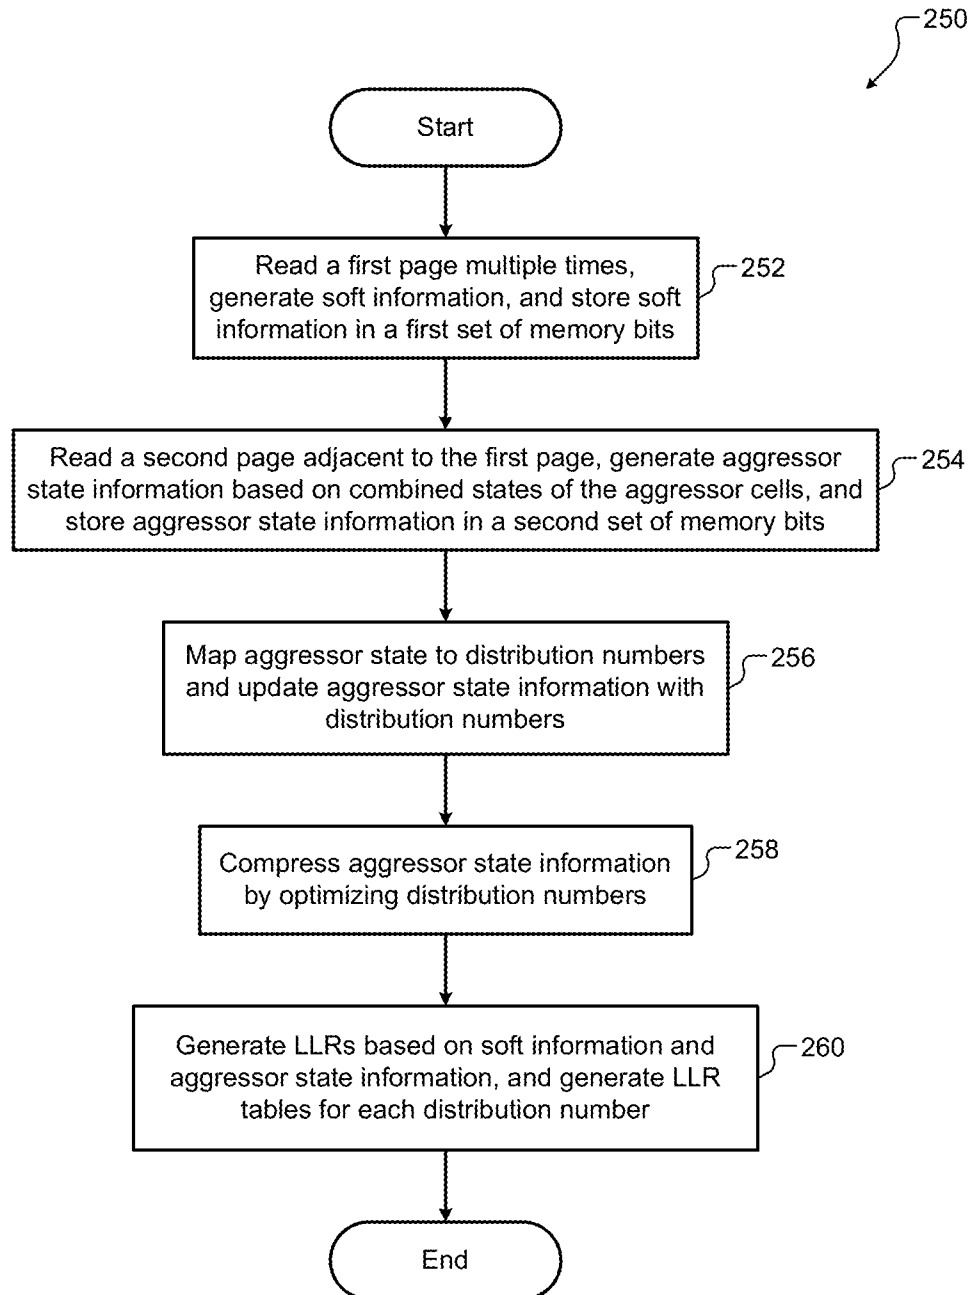 250
Start
Read a first page multiple times,
generate soft information, and store soft
information in a first set of memory bits
252
Read a second page adjacent to the first page, generate aggressor
state information based on combined states of the aggressor cells, and
store aggressor state information in a second set of memory bits
254
Map aggressor state to distribution numbers
and update aggressor state information with
distribution numbers
256
Compress aggressor state information
by optimizing distribution numbers
258
Generate LLRs based on soft information and
aggressor state information, and generate LLR
tables for each distribution number
260
End